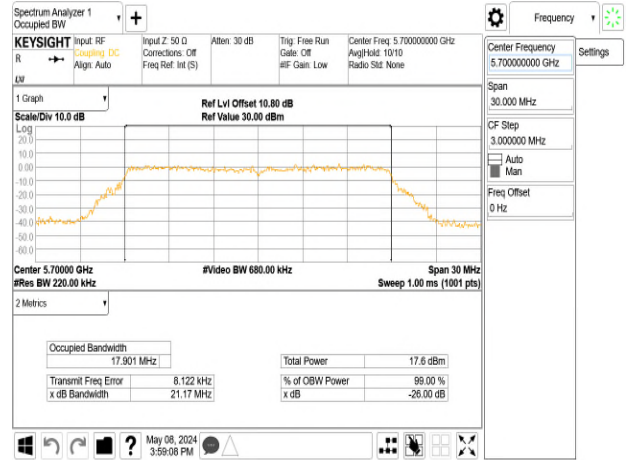 Spectrum Analyzer 1
Occupied BW
Frequency
KEYSIGHT
R
Input: RF
Coupling: DC
Align: Auto
Input Z: 50 Ω
Corrections: Off
Freq Ref: Int (S)
Atten: 30 dB
Trig: Free Run
Gate: Off
#IF Gain: Low
Center Freq: 5.700000000 GHz
Avg|Hold: 10/10
Radio Std: None
Center Frequency
5.700000000 GHz
Settings
Span
30.000 MHz
CF Step
3.000000 MHz
Auto
Man
Freq Offset
0 Hz
1 Graph
Scale/Div 10.0 dB
Ref Lvl Offset 10.80 dB
Ref Value 30.00 dBm
Log
20.0
10.0
0.00
-10.0
-20.0
-30.0
-40.0
-50.0
-60.0
Center 5.70000 GHz
#Video BW 680.00 kHz
Span 30 MHz
#Res BW 220.00 kHz
Sweep 1.00 ms (1001 pts)
2 Metrics
Occupied Bandwidth
17.901 MHz
Total Power 17.6 dBm
Transmit Freq Error 8.122 kHz
% of OBW Power 99.00 %
x dB Bandwidth 21.17 MHz
x dB -26.00 dB
May 08, 2024
3:59:08 PM